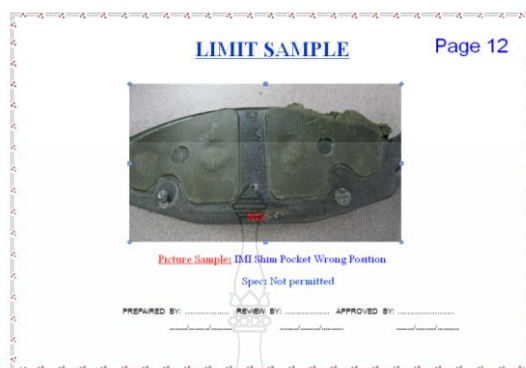 LIMIT SAMPLE
Page 12
Picture Sample: IMI Shim Pocket Wrong Position
Spec: Not permitted
PREPARED BY: .................. REVIEW BY: .................. APPROVED BY: .......................
........./........./......... ........./........./......... ........./........./.........